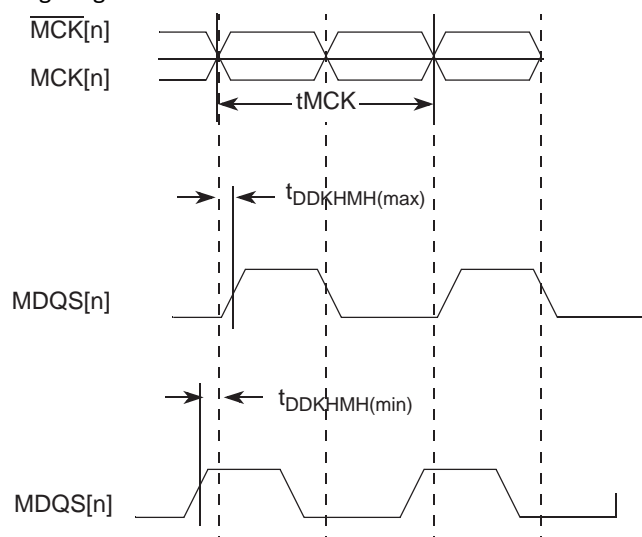 MCK[n]
MCK[n]
tMCK
tDDKHMH(max)
MDQS[n]
tDDKHMH(min)
MDQS[n]